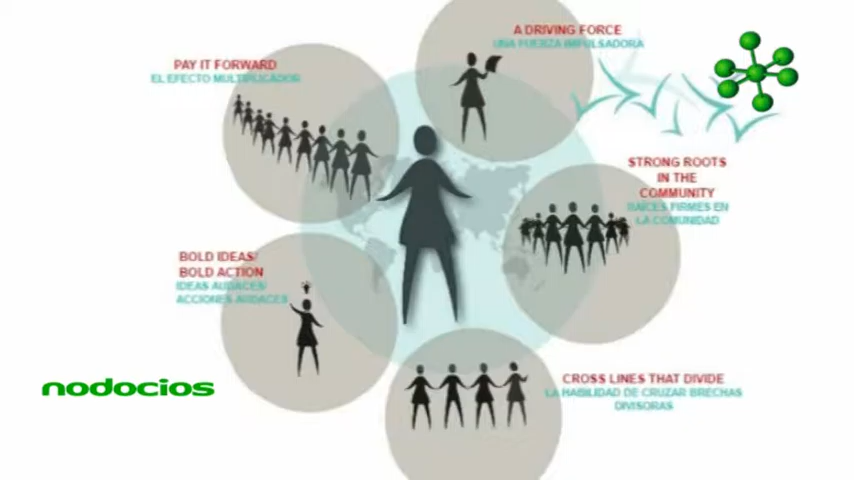 A DRIVING FORCE
UNA FUERZA IMPULSADORA
PAY IT FORWARD
EL EFECTO MULTIPLICADOR
STRONG ROOTS
IN THE
COMMUNITY
RAÍCES FIRMES EN
LA COMUNIDAD
BOLD IDEAS/
BOLD ACTION
IDEAS AUDACES/
ACCIONES AUDACES
CROSS LINES THAT DIVIDE
LA HABILIDAD DE CRUZAR BRECHAS
DIVISORAS
nodocios